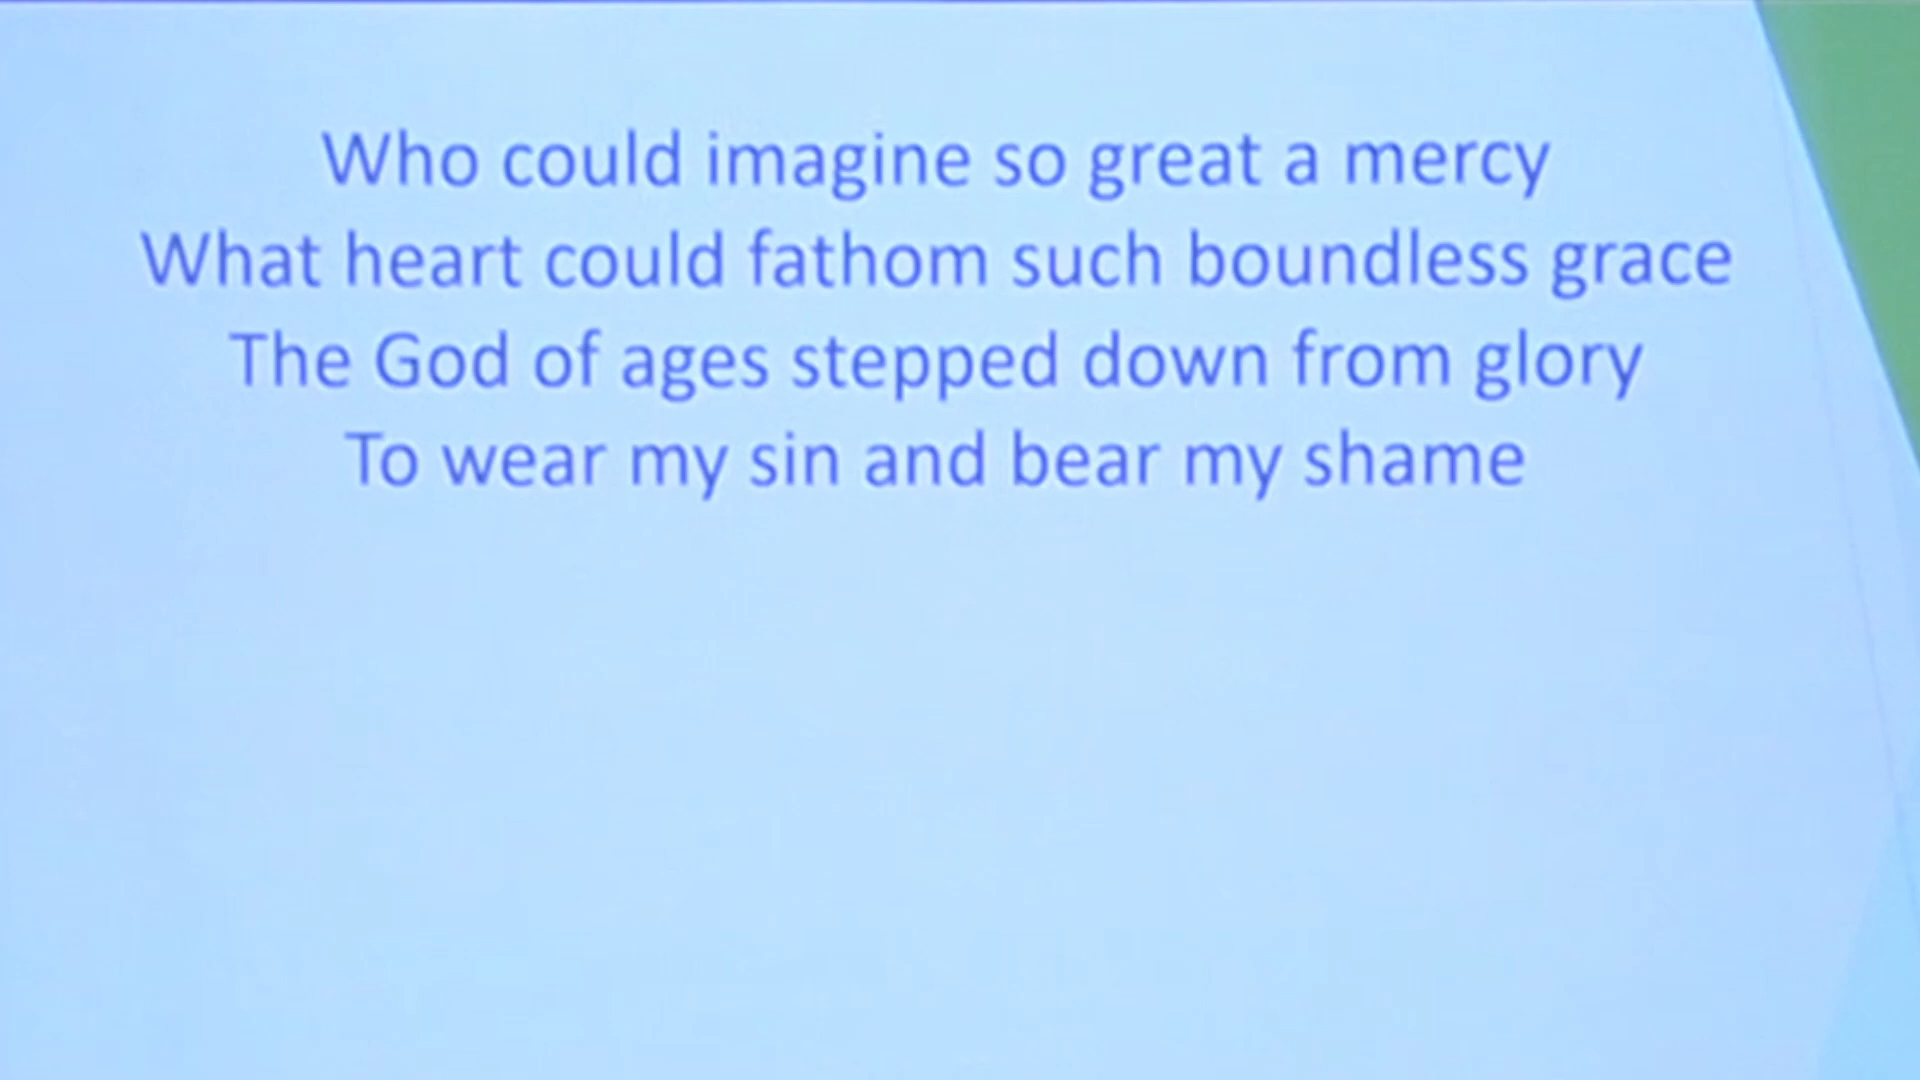 Who could imagine so great a mercy
What heart could fathom such boundless grace
The God of ages stepped down from glory
To wear my sin and bear my shame